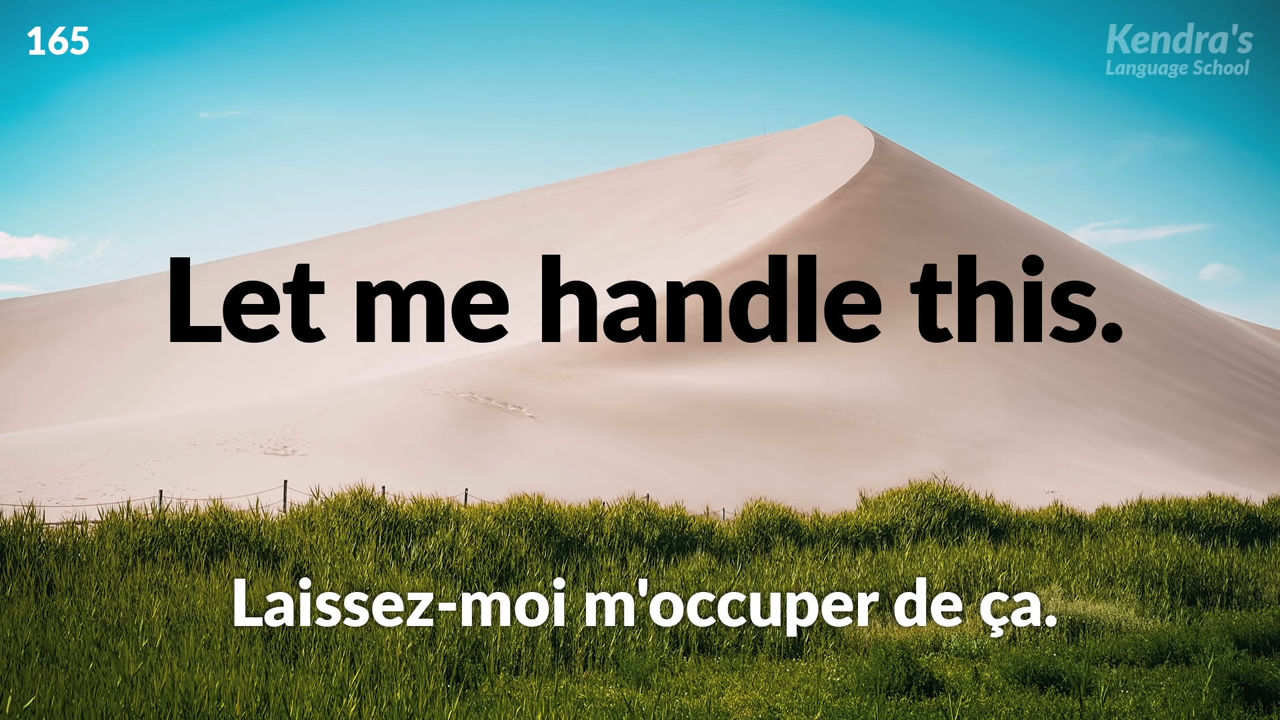 165
Kendra's
Language School
Let me handle this.
Laissez-moi m'occuper de ça.